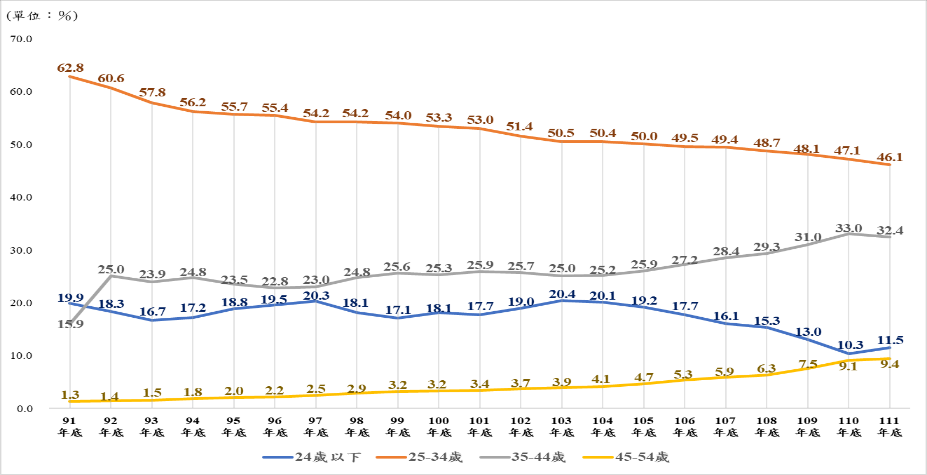 (單位：%)
70.0
62.8 60.6 57.8 56.2 55.7 55.4 54.2 54.2 54.0 53.3 53.0 51.4 50.5 50.4 50.0 49.5 49.4 48.7 48.1 47.1 46.1
60.0
50.0
40.0
30.0
15.9 25.0 23.9 24.8 23.5 22.8 23.0 24.8 25.6 25.3 25.9 25.7 25.0 25.2 25.9 27.2 28.4 29.3 31.0 33.0 32.4
20.0
19.9 18.3 16.7 17.2 18.8 19.5 20.3 18.1 17.1 18.1 17.7 19.0 20.4 20.1 19.2 17.7 16.1 15.3 13.0 10.3 11.5
10.0
1.3 1.4 1.5 1.8 2.0 2.2 2.5 2.9 3.2 3.2 3.4 3.7 3.9 4.1 4.7 5.3 5.9 6.3 7.5 9.1 9.4
0.0
91 92 93 94 95 96 97 98 99 100 101 102 103 104 105 106 107 108 109 110 111
年底 年底 年底 年底 年底 年底 年底 年底 年底 年底 年底 年底 年底 年底 年底 年底 年底 年底 年底 年底 年底
24歲以下 25-34歲 35-44歲 45-54歲